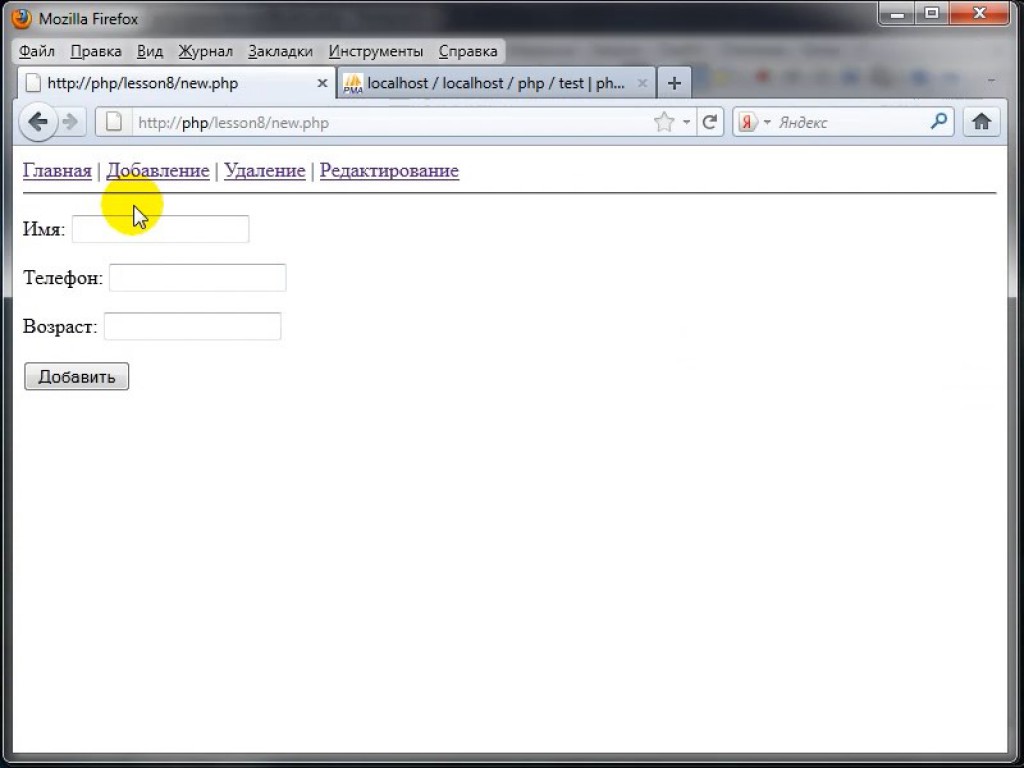 Mozilla Firefox
Файл Правка Вид Журнал Закладки Инструменты Справка
http://php/lesson8/new.php
PMA localhost / localhost / php / test | ph...
http://php/lesson8/new.php
Я Яндекс
Главная | Добавление | Удаление | Редактирование
Имя:
Телефон:
Возраст:
Добавить